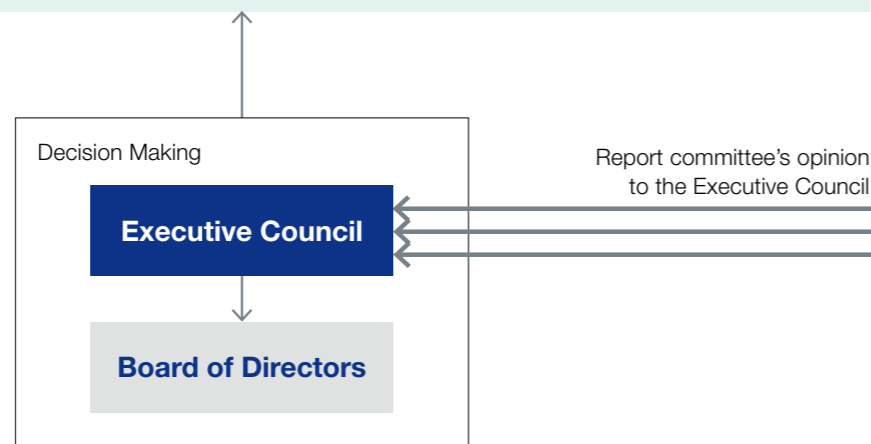 Decision Making
Report committee’s opinion
to the Executive Council
Executive Council
Board of Directors